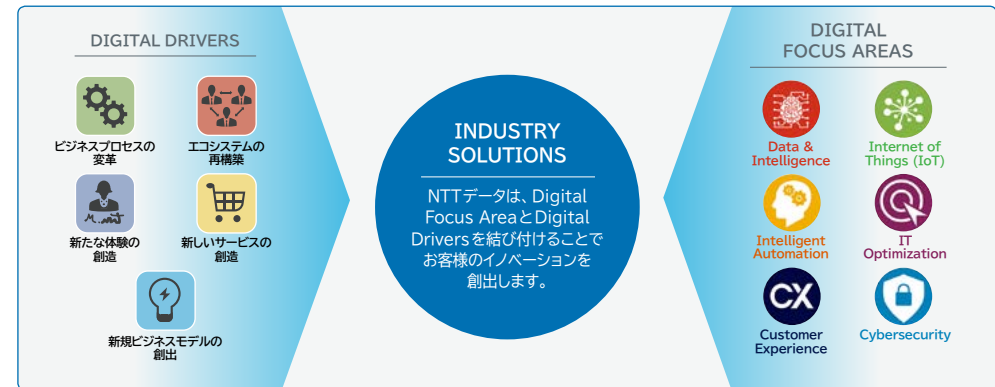 DIGITAL DRIVERS
ビジネスプロセスの
変革
エコシステムの
再構築
新たな体験の
創造
新しいサービスの
創造
新規ビジネスモデルの
創出
INDUSTRY
SOLUTIONS
NTTデータは、Digital
Focus AreaとDigital
Driversを結び付けることで
お客様のイノベーションを
創出します。
DIGITAL
FOCUS AREAS
Data &
Intelligence
Internet of
Things (IoT)
Intelligent
Automation
IT
Optimization
CX
Customer
Experience
Cybersecurity